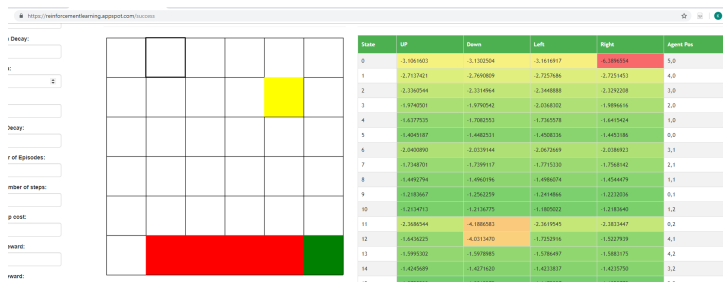 https://reinforcementlearning.appspot.com/success
Decay:
Decay:
r of Episodes:
mber of steps:
p cost:
eward:
eward:
State UP Down Left Right Agent Pos
0 -3.1061603 -3.1302504 -3.1616917 -6.3896554 5,0
1 -2.7137421 -2.7690809 -2.7257686 -2.7251453 4,0
2 -2.3360544 -2.3314964 -2.3448888 -2.3292208 3,0
3 -1.9740501 -1.9790542 -2.0368302 -1.9896616 2,0
4 -1.6377535 -1.7082553 -1.7365578 -1.6415424 1,0
5 -1.4045187 -1.4482531 -1.4508336 -1.4453186 0,0
6 -2.0400890 -2.0339144 -2.0672669 -2.0386923 3,1
7 -1.7348701 -1.7399117 -1.7715330 -1.7568142 2,1
8 -1.4492794 -1.4960196 -1.4986074 -1.4544479 1,1
9 -1.2183667 -1.2562259 -1.2414866 -1.2232036 0,1
10 -1.2134713 -1.2136775 -1.1805022 -1.2183640 1,2
11 -2.3686544 -4.1886583 -2.3619545 -2.3833447 0,2
12 -1.6436225 -4.0313470 -1.7252916 -1.5227939 4,1
13 -1.5995302 -1.5978985 -1.5786497 -1.5883175 4,2
14 -1.4245689 -1.4271620 -1.4233837 -1.4235750 3,2